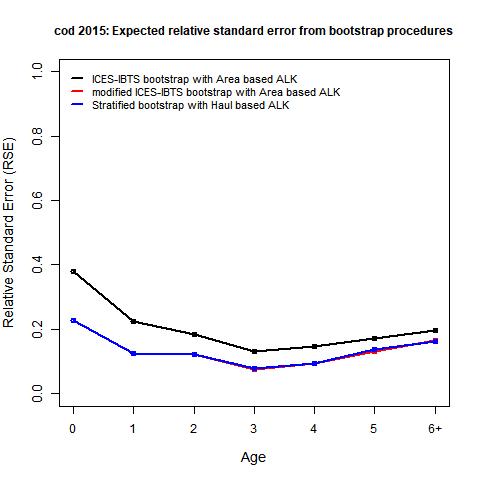 cod 2015: Expected relative standard error from bootstrap procedures
1.0
ICES-IBTS bootstrap with Area based ALK
modified ICES-IBTS bootstrap with Area based ALK
Stratified bootstrap with Haul based ALK
0.8
0.6
0.4
0.2
0.0
Relative Standard Error (RSE)
0 1 2 3 4 5 6+
Age